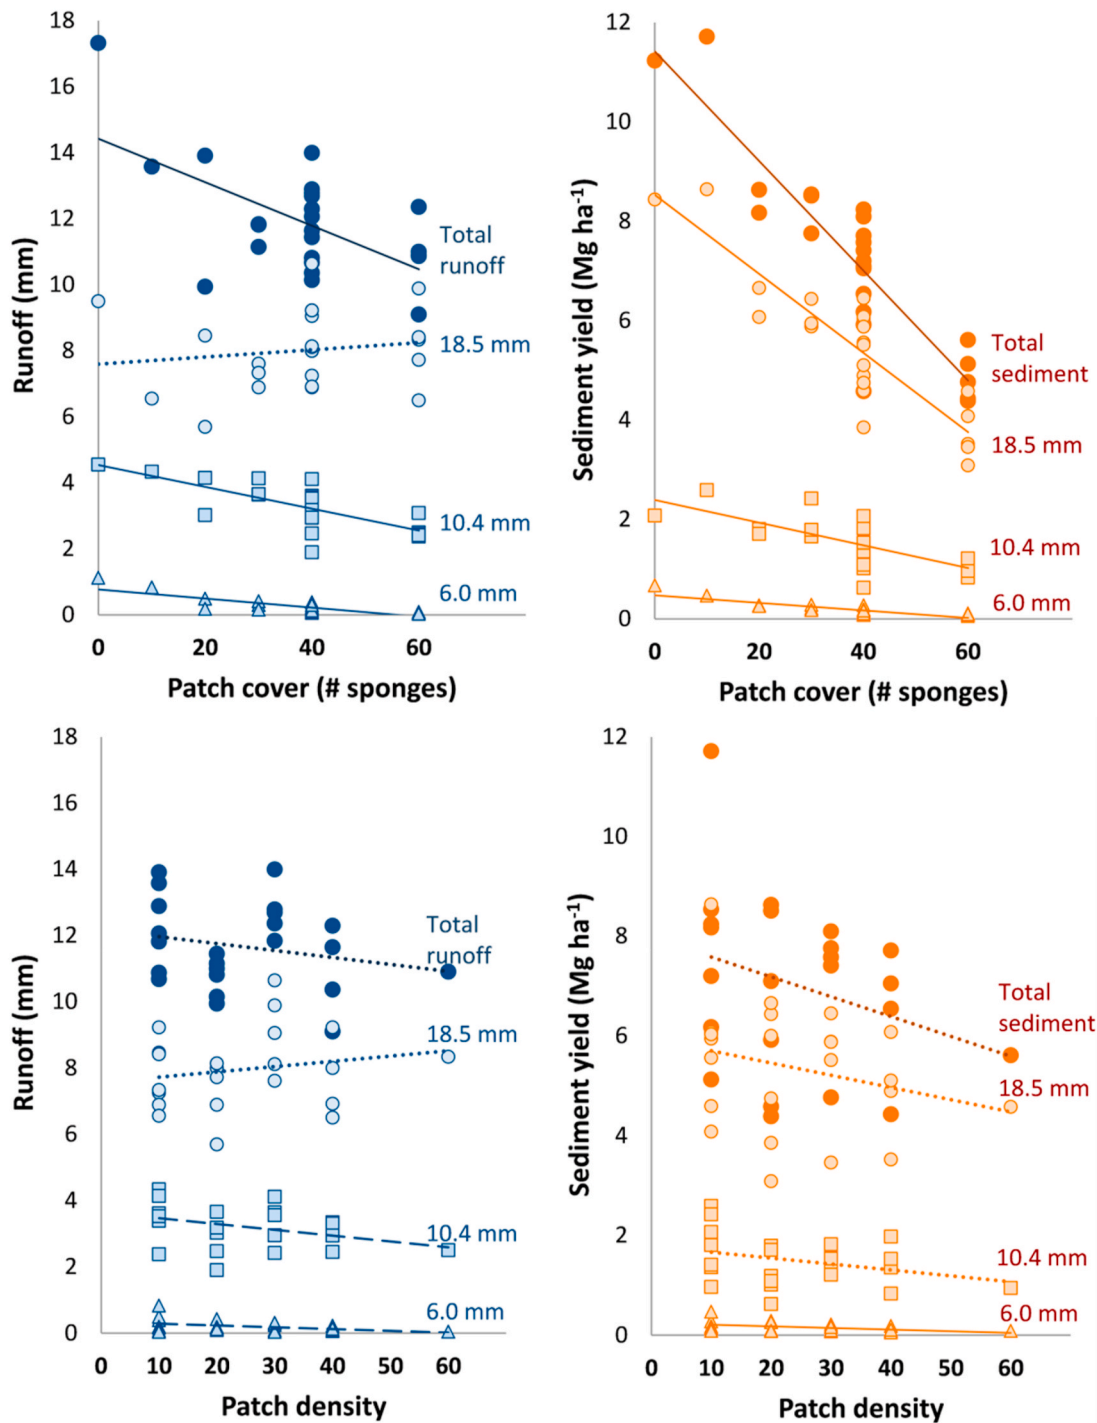 18
16
14
12
10
8
6
4
2
0
Runoff (mm)
Total
runoff
18.5 mm
10.4 mm
6.0 mm
0 20 40 60
Patch cover (# sponges)
12
10
8
6
4
2
0
Sediment yield (Mg ha-1)
Total
sediment
18.5 mm
10.4 mm
6.0 mm
0 20 40 60
Patch cover (# sponges)
18
16
14
12
10
8
6
4
2
0
Runoff (mm)
Total
runoff
18.5 mm
10.4 mm
6.0 mm
0 10 20 30 40 50 60
Patch density
12
10
8
6
4
2
0
Sediment yield (Mg ha-1)
Total
sediment
18.5 mm
10.4 mm
6.0 mm
0 10 20 30 40 50 60
Patch density